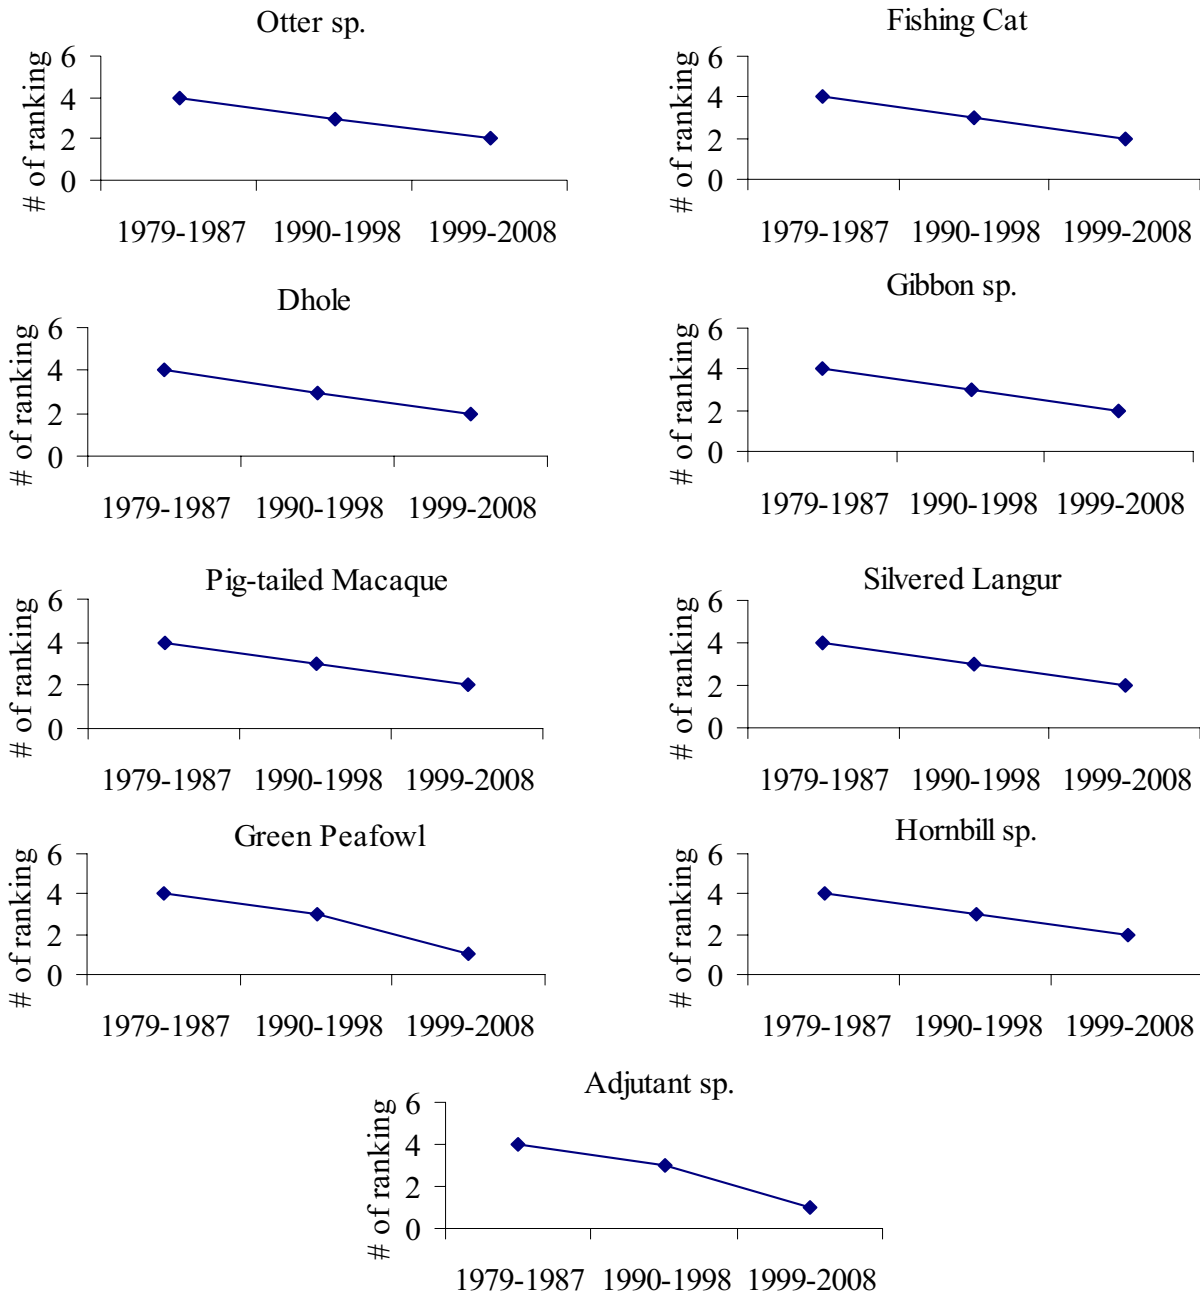 Otter sp.
# of ranking
6
4
2
0
1979-1987 1990-1998 1999-2008
Fishing Cat
# of ranking
6
4
2
0
1979-1987 1990-1998 1999-2008
Dhole
# of ranking
6
4
2
0
1979-1987 1990-1998 1999-2008
Gibbon sp.
# of ranking
6
4
2
0
1979-1987 1990-1998 1999-2008
Pig-tailed Macaque
# of ranking
6
4
2
0
1979-1987 1990-1998 1999-2008
Silvered Langur
# of ranking
6
4
2
0
1979-1987 1990-1998 1999-2008
Green Peafowl
# of ranking
6
4
2
0
1979-1987 1990-1998 1999-2008
Hornbill sp.
# of ranking
6
4
2
0
1979-1987 1990-1998 1999-2008
Adjutant sp.
# of ranking
6
4
2
0
1979-1987 1990-1998 1999-2008